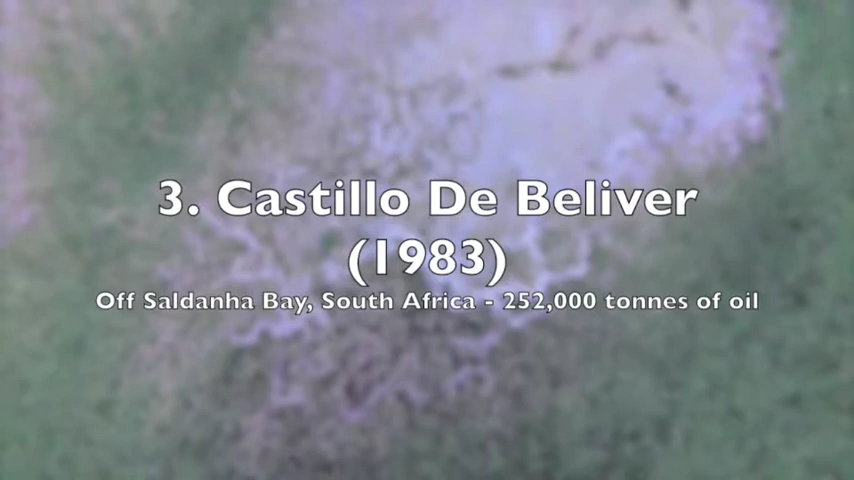 3. Castillo De Beliver
(1983)
Off Saldanha Bay, South Africa - 252,000 tonnes of oil